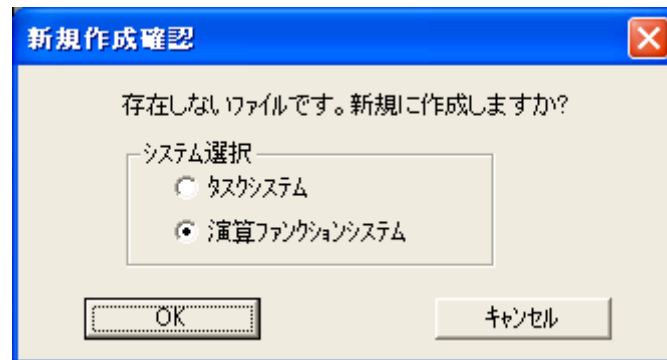 新規作成確認
存在しないファイルです。新規に作成しますか?
システム選択
タスクシステム
演算ファンクションシステム
OK
キャンセル